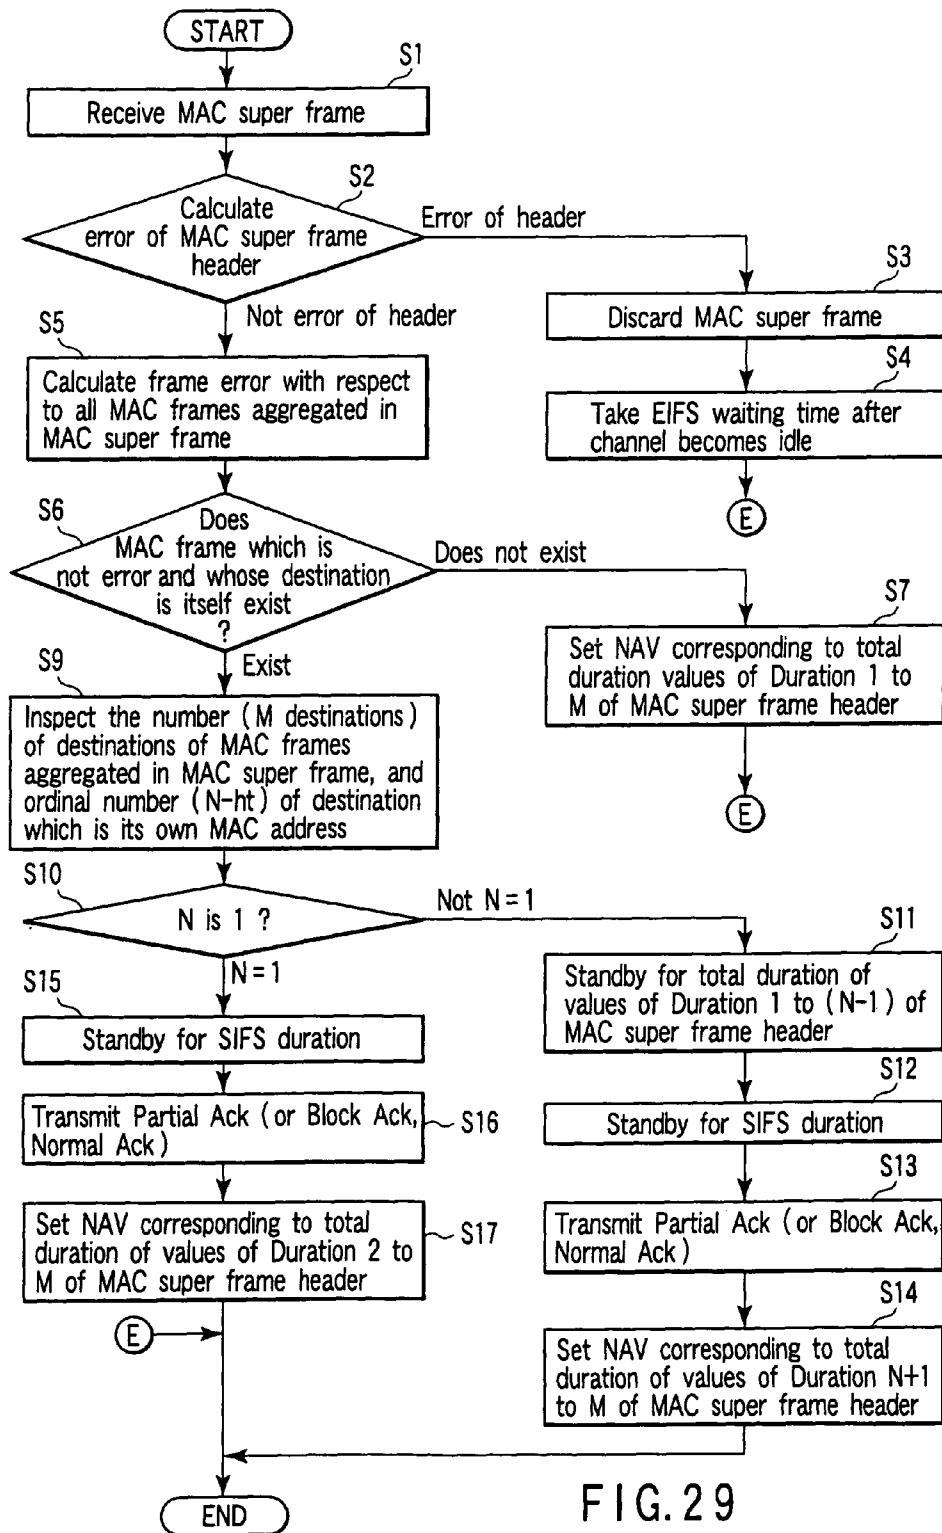 START
S1
Receive MAC super frame
S2
Calculate
error of MAC super frame
header
Error of header
Not error of header
S3
Discard MAC super frame
S4
Take EIFS waiting time after
channel becomes idle
E
S5
Calculate frame error with respect
to all MAC frames aggregated in
MAC super frame
S6
Does
MAC frame which is
not error and whose destination
is itself exist
?
Does not exist
Exist
S7
Set NAV corresponding to total
duration values of Duration 1 to
M of MAC super frame header
E
S9
Inspect the number (M destinations)
of destinations of MAC frames
aggregated in MAC super frame, and
ordinal number (N-ht) of destination
which is its own MAC address
S10
N is 1 ?
Not N=1
N=1
S11
Standby for total duration of
values of Duration 1 to (N-1) of
MAC super frame header
S12
Standby for SIFS duration
S13
Transmit Partial Ack (or Block Ack,
Normal Ack)
S14
Set NAV corresponding to total
duration of values of Duration N+1
to M of MAC super frame header
S15
Standby for SIFS duration
Transmit Partial Ack (or Block Ack,
Normal Ack)
S16
Set NAV corresponding to total
duration of values of Duration 2 to
M of MAC super frame header
S17
E
END
FIG.29